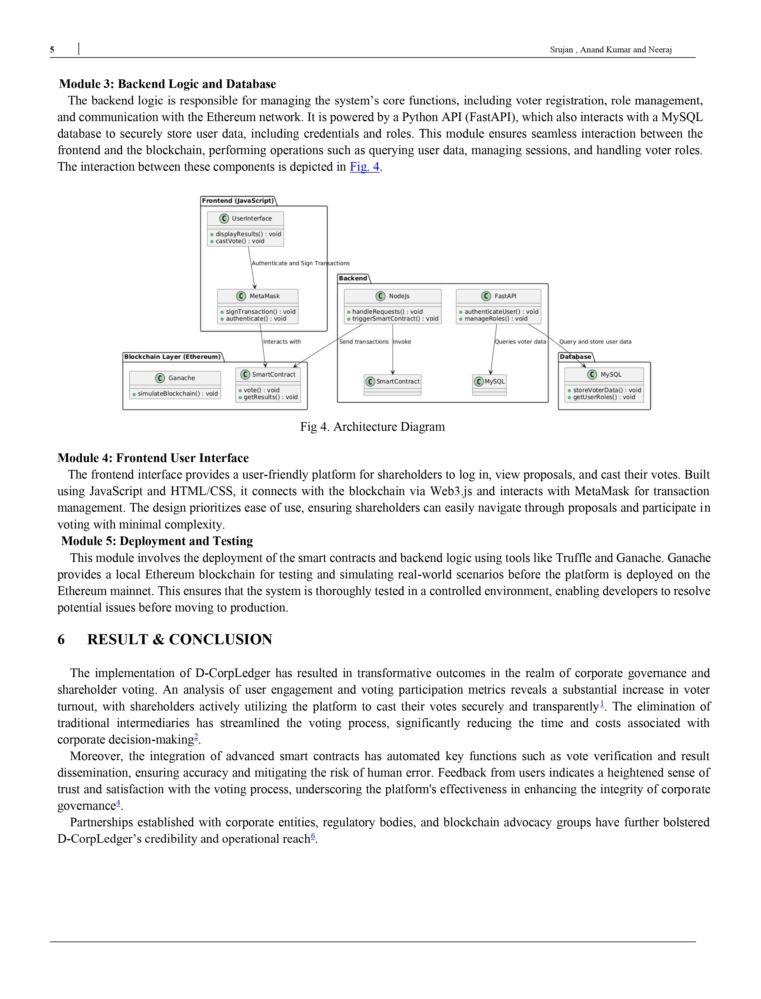 5
Srujan , Anand Kumar and Neeraj
Module 3: Backend Logic and Database
The backend logic is responsible for managing the system’s core functions, including voter registration, role management,
and communication with the Ethereum network. It is powered by a Python API (FastAPI), which also interacts with a MySQL
database to securely store user data, including credentials and roles. This module ensures seamless interaction between the
frontend and the blockchain, performing operations such as querying user data, managing sessions, and handling voter roles.
The interaction between these components is depicted in Fig. 4.
Frontend (JavaScript)
C UserInterface
displayResults() : void
castVote() : void
Authenticate and Sign Transactions
C MetaMask
signTransaction() : void
authenticate() : void
Interacts with
Backend
C NodeJs
handleRequests() : void
triggerSmartContract() : void
C FastAPI
authenticateUser() : void
manageRoles() : void
Send transactions
Invoke
Queries voter data
Query and store user data
Blockchain Layer (Ethereum)
C Ganache
simulateBlockchain() : void
C SmartContract
vote() : void
getResults() : void
C SmartContract
C MySQL
Database
C MySQL
storeVoterData() : void
getUserRoles() : void
Fig 4. Architecture Diagram
Module 4: Frontend User Interface
The frontend interface provides a user-friendly platform for shareholders to log in, view proposals, and cast their votes. Built
using JavaScript and HTML/CSS, it connects with the blockchain via Web3.js and interacts with MetaMask for transaction
management. The design prioritizes ease of use, ensuring shareholders can easily navigate through proposals and participate in
voting with minimal complexity.
Module 5: Deployment and Testing
This module involves the deployment of the smart contracts and backend logic using tools like Truffle and Ganache. Ganache
provides a local Ethereum blockchain for testing and simulating real-world scenarios before the platform is deployed on the
Ethereum mainnet. This ensures that the system is thoroughly tested in a controlled environment, enabling developers to resolve
potential issues before moving to production.
6 RESULT & CONCLUSION
The implementation of D-CorpLedger has resulted in transformative outcomes in the realm of corporate governance and
shareholder voting. An analysis of user engagement and voting participation metrics reveals a substantial increase in voter
turnout, with shareholders actively utilizing the platform to cast their votes securely and transparently1. The elimination of
traditional intermediaries has streamlined the voting process, significantly reducing the time and costs associated with
corporate decision-making2.
Moreover, the integration of advanced smart contracts has automated key functions such as vote verification and result
dissemination, ensuring accuracy and mitigating the risk of human error. Feedback from users indicates a heightened sense of
trust and satisfaction with the voting process, underscoring the platform's effectiveness in enhancing the integrity of corporate
governance4.
Partnerships established with corporate entities, regulatory bodies, and blockchain advocacy groups have further bolstered
D-CorpLedger’s credibility and operational reach6.